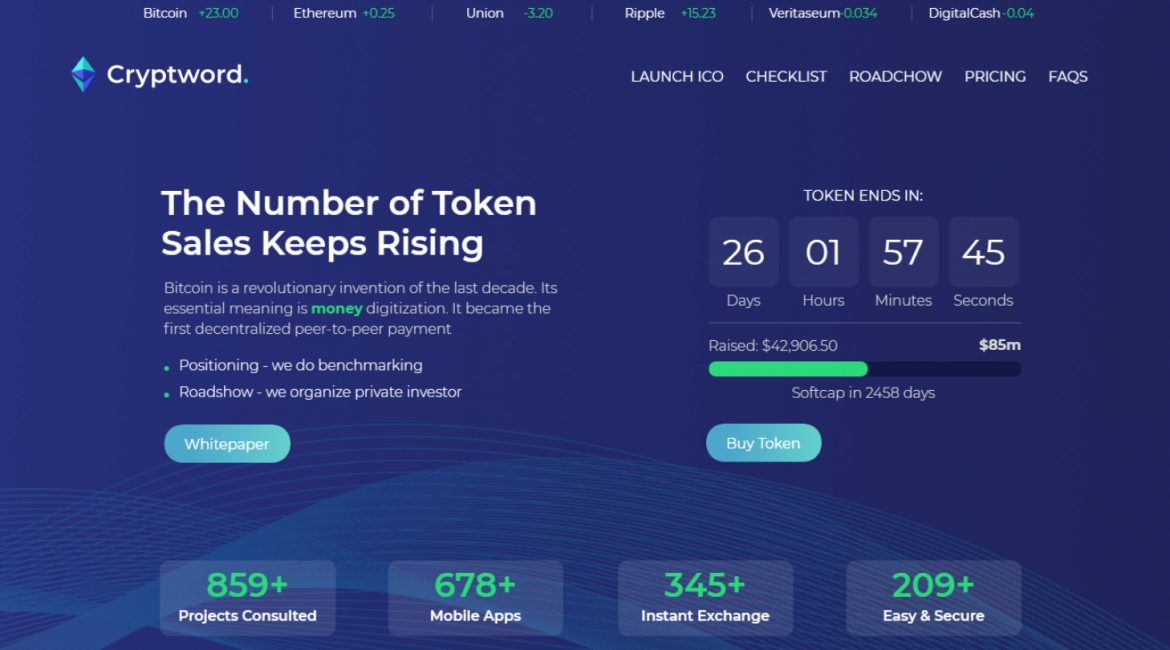 Bitcoin +23.00 Ethereum +0.25 Union -3.20 Ripple +15.23 Veritaseum -0.034 DigitalCash -0.04
Cryptword. LAUNCH ICO CHECKLIST ROADCHOW PRICING FAQS
The Number of Token
Sales Keeps Rising
Bitcoin is a revolutionary invention of the last decade. Its
essential meaning is money digitization. It became the
first decentralized peer-to-peer payment
Positioning - we do benchmarking
Roadshow - we organize private investor
Whitepaper
TOKEN ENDS IN:
26 01 57 45
Days Hours Minutes Seconds
Raised: $42,906.50 $85m
Softcap in 2458 days
Buy Token
859+ 678+ 345+ 209+
Projects Consulted Mobile Apps Instant Exchange Easy & Secure